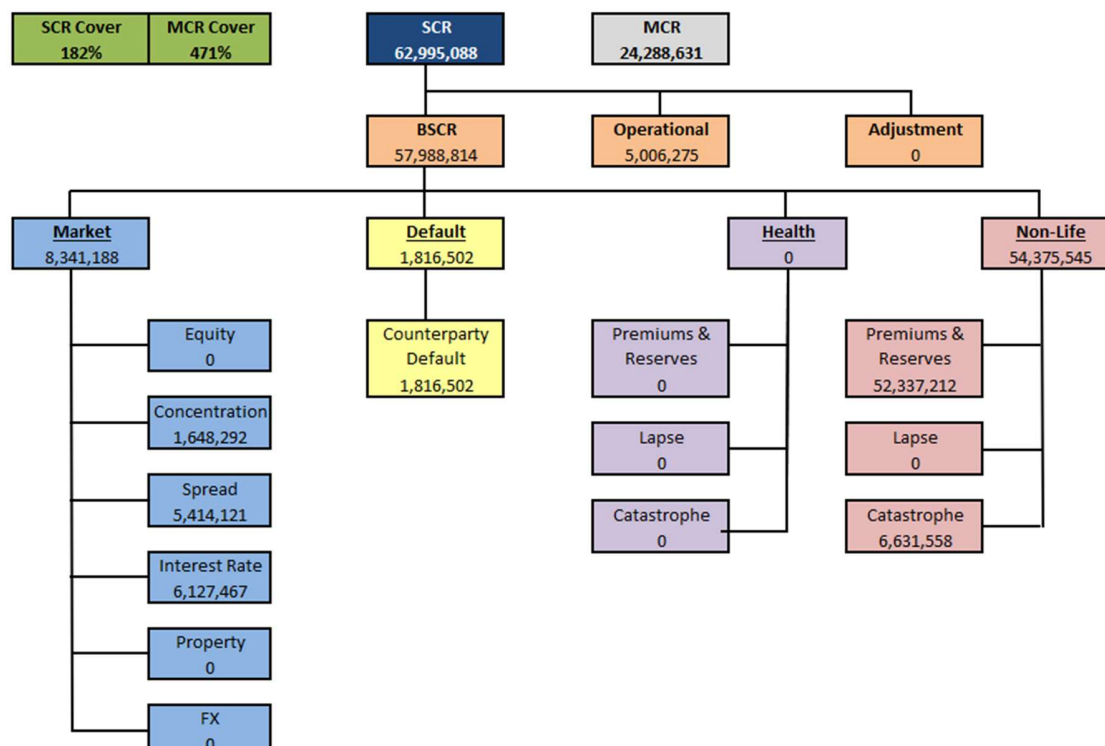 SCR Cover
182%
MCR Cover
471%
SCR
62,995,088
MCR
24,288,631
BSCR
57,988,814
Operational
5,006,275
Adjustment
0
Market
8,341,188
Default
1,816,502
Health
0
Non-Life
54,375,545
Equity
0
Counterparty
Default
1,816,502
Premiums &
Reserves
0
Premiums &
Reserves
52,337,212
Concentration
1,648,292
Lapse
0
Lapse
0
Spread
5,414,121
Catastrophe
0
Catastrophe
6,631,558
Interest Rate
6,127,467
Property
0
FX
0